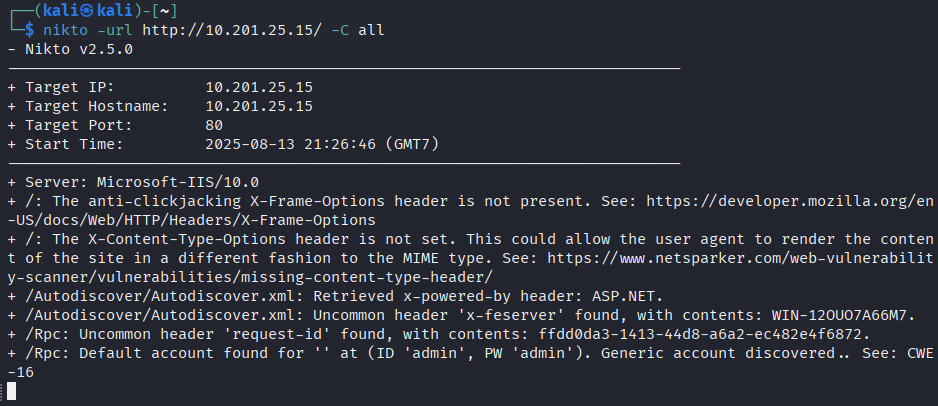 ┌──(kali㉿kali)-[~]
└─$ nikto -url http://10.201.25.15/ -C all
- Nikto v2.5.0
---------------------------------------------------------------------------
+ Target IP:          10.201.25.15
+ Target Hostname:    10.201.25.15
+ Target Port:        80
+ Start Time:         2025-08-13 21:26:46 (GMT7)
---------------------------------------------------------------------------
+ Server: Microsoft-IIS/10.0
+ /: The anti-clickjacking X-Frame-Options header is not present. See: https://developer.mozilla.org/en
-US/docs/Web/HTTP/Headers/X-Frame-Options
+ /: The X-Content-Type-Options header is not set. This could allow the user agent to render the conten
t of the site in a different fashion to the MIME type. See: https://www.netsparker.com/web-vulnerabilit
y-scanner/vulnerabilities/missing-content-type-header/
+ /Autodiscover/Autodiscover.xml: Retrieved x-powered-by header: ASP.NET.
+ /Autodiscover/Autodiscover.xml: Uncommon header 'x-feserver' found, with contents: WIN-12OUO7A66M7.
+ /Rpc: Uncommon header 'request-id' found, with contents: ffdd0da3-1413-44d8-a6a2-ec482e4f6872.
+ /Rpc: Default account found for '' at (ID 'admin', PW 'admin'). Generic account discovered.. See: CWE
-16